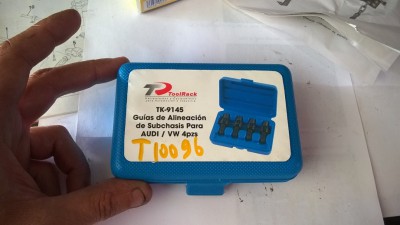 ToolRack
TK-9145
Guías de Alineación
de Subchasis Para
AUDI / VW 4pzs
T10096